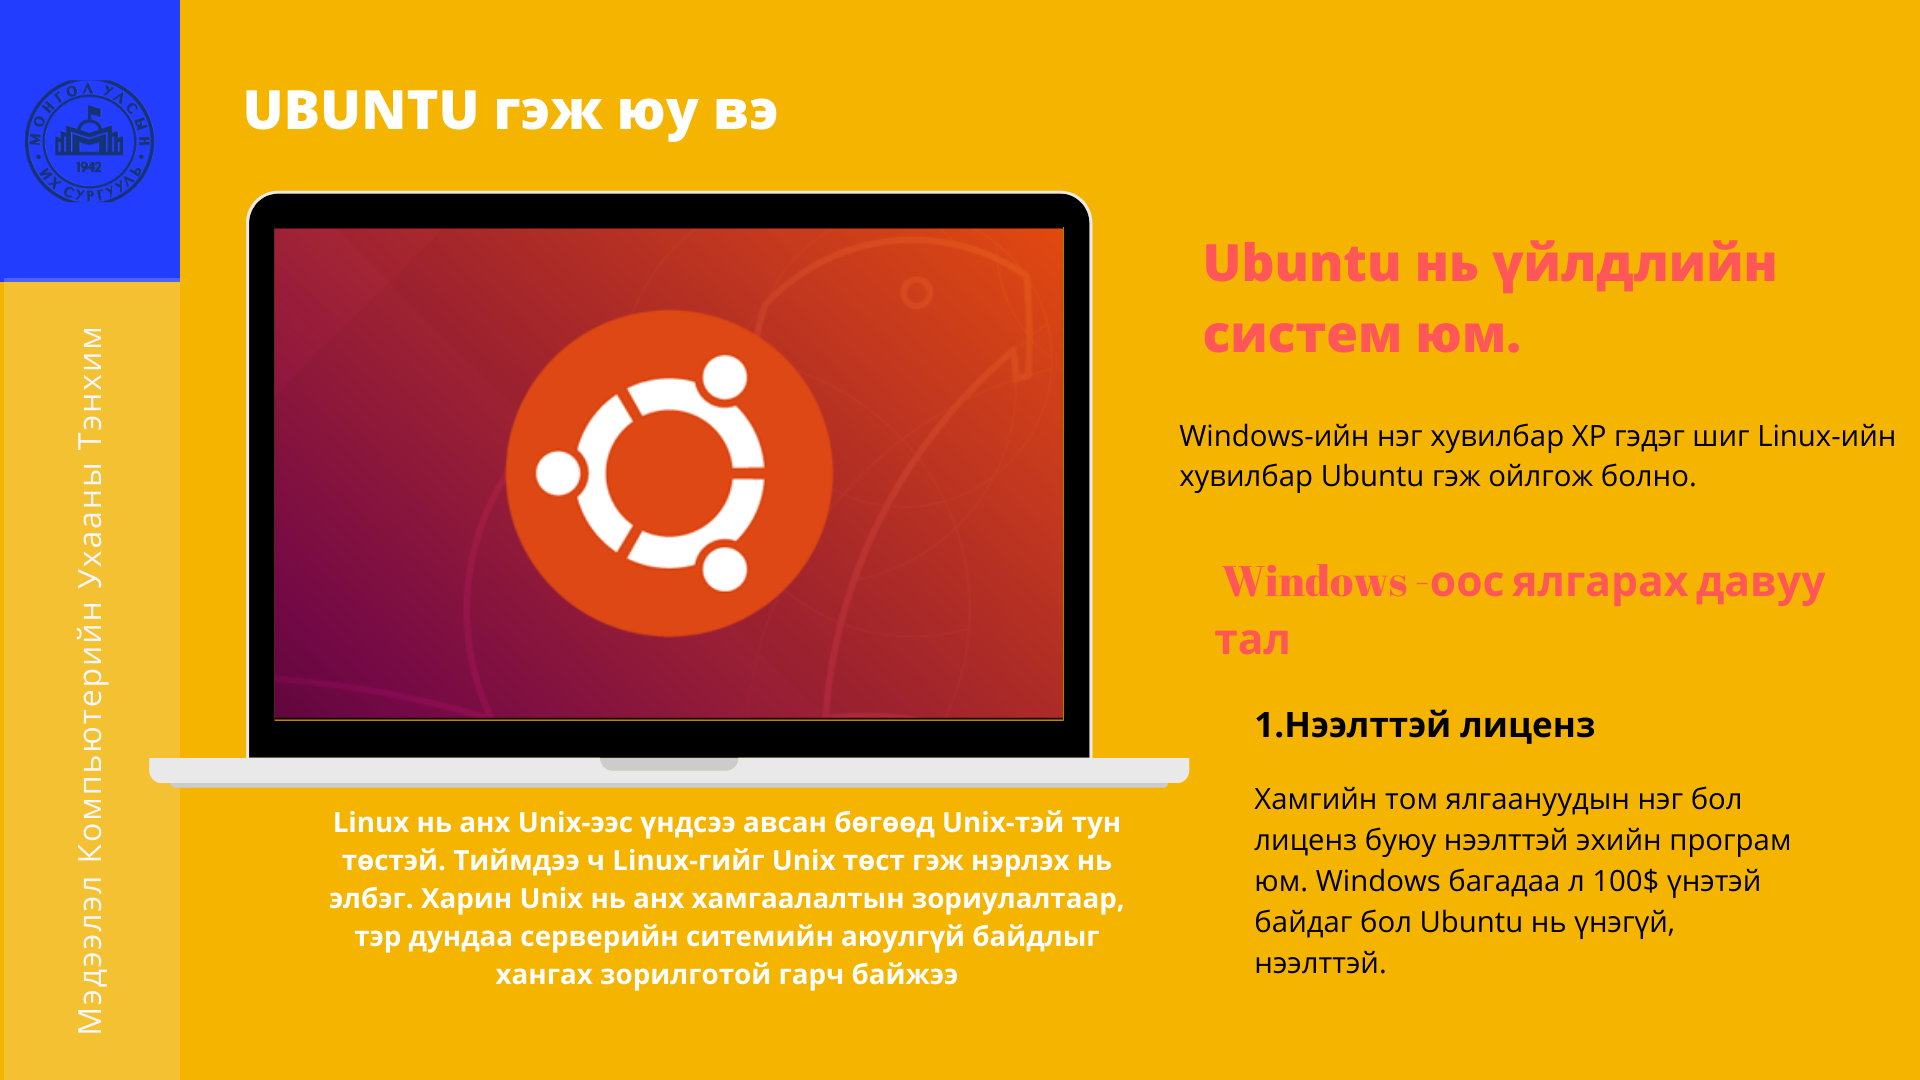 МОНГОЛ УЛСЫН
1942
ИХ СУРГУУЛЬ
Мэдээлэл Компьютерийн Ухааны Тэнхим
UBUNTU гэж юу вэ
Linux нь анх Unix-ээс үндсээ авсан бөгөөд Unix-тэй тун
төстэй. Тиймдээ ч Linux-гийг Unix төст гэж нэрлэх нь
элбэг. Харин Unix нь анх хамгаалалтын зориулалтаар,
тэр дундаа серверийн ситемийн аюулгүй байдлыг
хангах зорилготой гарч байжээ
Ubuntu нь үйлдлийн
систем юм.
Windows-ийн нэг хувилбар XP гэдэг шиг Linux-ийн
хувилбар Ubuntu гэж ойлгож болно.
Windows -оос ялгарах давуу
тал
1.Нээлттэй лиценз
Хамгийн том ялгаануудын нэг бол
лиценз буюу нээлттэй эхийн програм
юм. Windows багадаа л 100$ үнэтэй
байдаг бол Ubuntu нь үнэгүй,
нээлттэй.